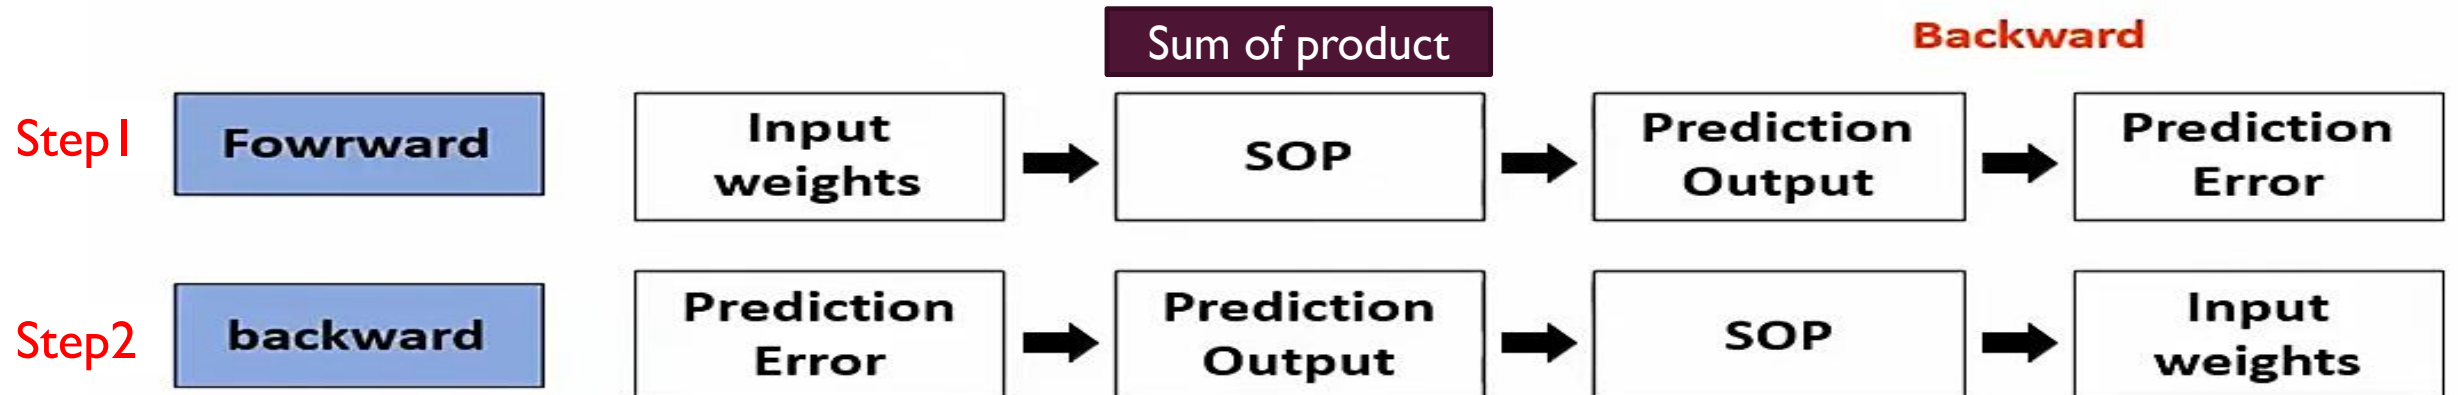 Sum of product
Backward
Step1
Fowrward
Input
weights
SOP
Prediction
Output
Prediction
Error
Step2
backward
Prediction
Error
Prediction
Output
SOP
Input
weights